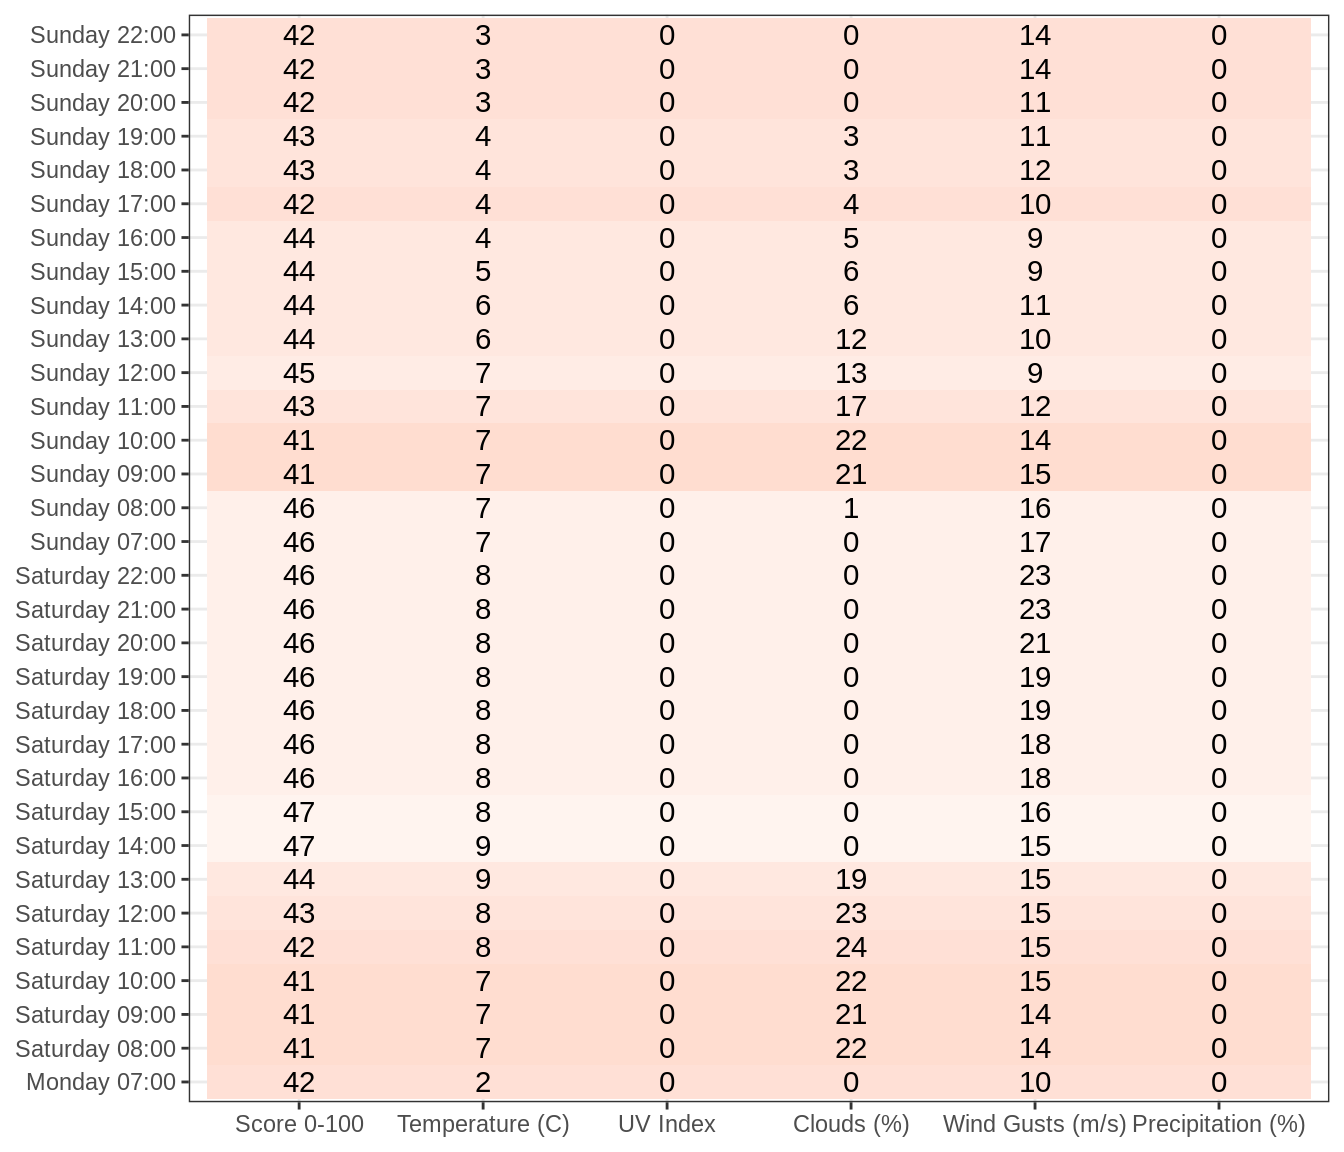 Sunday 22:00 42 3 0 0 14 0
Sunday 21:00 42 3 0 0 14 0
Sunday 20:00 42 3 0 0 11 0
Sunday 19:00 43 4 0 3 11 0
Sunday 18:00 43 4 0 3 12 0
Sunday 17:00 42 4 0 4 10 0
Sunday 16:00 44 4 0 5 9 0
Sunday 15:00 44 5 0 6 9 0
Sunday 14:00 44 6 0 6 11 0
Sunday 13:00 44 6 0 12 10 0
Sunday 12:00 45 7 0 13 9 0
Sunday 11:00 43 7 0 17 12 0
Sunday 10:00 41 7 0 22 14 0
Sunday 09:00 41 7 0 21 15 0
Sunday 08:00 46 7 0 1 16 0
Sunday 07:00 46 7 0 0 17 0
Saturday 22:00 46 8 0 0 23 0
Saturday 21:00 46 8 0 0 23 0
Saturday 20:00 46 8 0 0 21 0
Saturday 19:00 46 8 0 0 19 0
Saturday 18:00 46 8 0 0 19 0
Saturday 17:00 46 8 0 0 18 0
Saturday 16:00 46 8 0 0 18 0
Saturday 15:00 47 8 0 0 16 0
Saturday 14:00 47 9 0 0 15 0
Saturday 13:00 44 9 0 19 15 0
Saturday 12:00 43 8 0 23 15 0
Saturday 11:00 42 8 0 24 15 0
Saturday 10:00 41 7 0 22 15 0
Saturday 09:00 41 7 0 21 14 0
Saturday 08:00 41 7 0 22 14 0
Monday 07:00 42 2 0 0 10 0
Score 0-100 Temperature (C) UV Index Clouds (%) Wind Gusts (m/s) Precipitation (%)